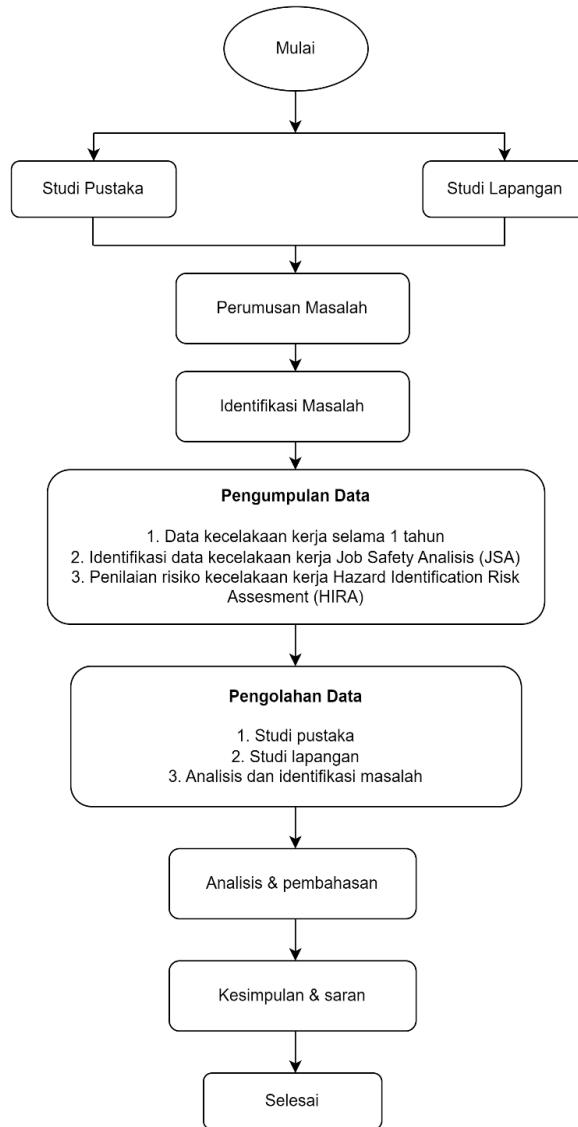 Mulai
Studi Pustaka
Studi Lapangan
Perumusan Masalah
Identifikasi Masalah
Pengumpulan Data
1. Data kecelakaan kerja selama 1 tahun
2. Identifikasi data kecelakaan kerja Job Safety Analisis (JSA)
3. Penilaian risiko kecelakaan kerja Hazard Identification Risk
Assesment (HIRA)
Pengolahan Data
1. Studi pustaka
2. Studi lapangan
3. Analisis dan identifikasi masalah
Analisis & pembahasan
Kesimpulan & saran
Selesai